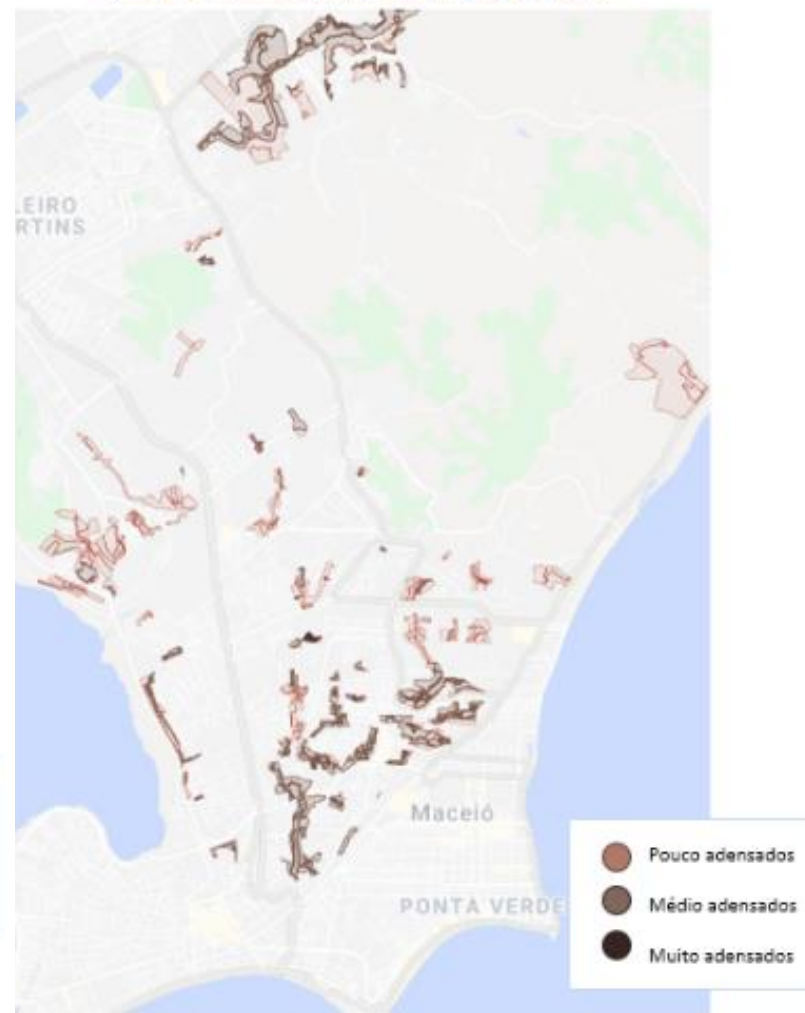 LEIRO
RTINS
Maceió
PONTA VERDE
Pouco adensados
Médio adensados
Muito adensados